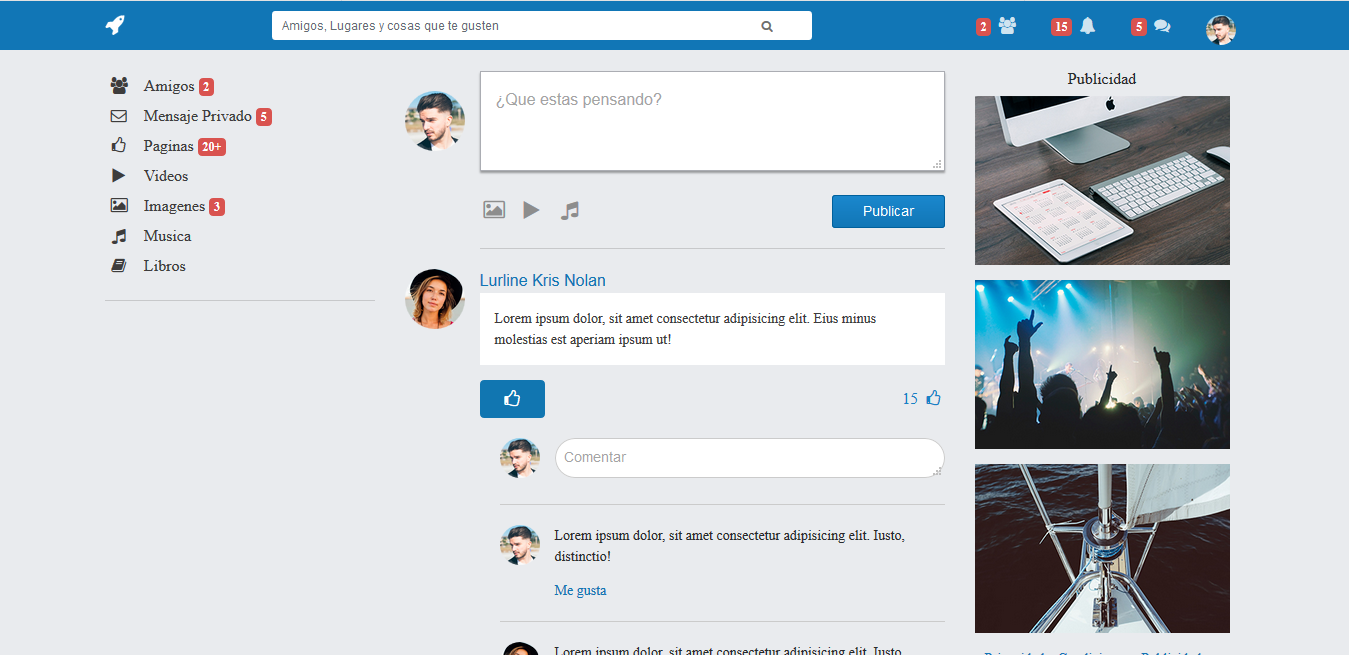 Amigos, Lugares y cosas que te gusten
2
15
5
Amigos 2
Mensaje Privado 5
Paginas 20+
Videos
Imagenes 3
Musica
Libros
¿Que estas pensando?
Publicar
Lurline Kris Nolan
Lorem ipsum dolor, sit amet consectetur adipisicing elit. Eius minus
molestias est aperiam ipsum ut!
15
Comentar
Lorem ipsum dolor, sit amet consectetur adipisicing elit. Iusto,
distinctio!
Me gusta
Lorem ipsum dolor, sit amet consectetur adipisicing elit. Iusto,
Publicidad